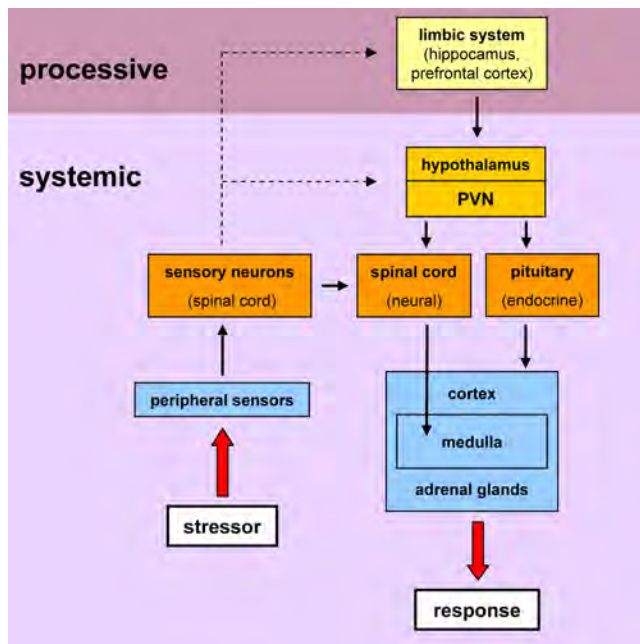 processive
limbic system
(hippocamus,
prefrontal cortex)
systemic
hypothalamus
PVN
sensory neurons
(spinal cord)
spinal cord
(neural)
pituitary
(endocrine)
peripheral sensors
cortex
medulla
adrenal glands
stressor
response